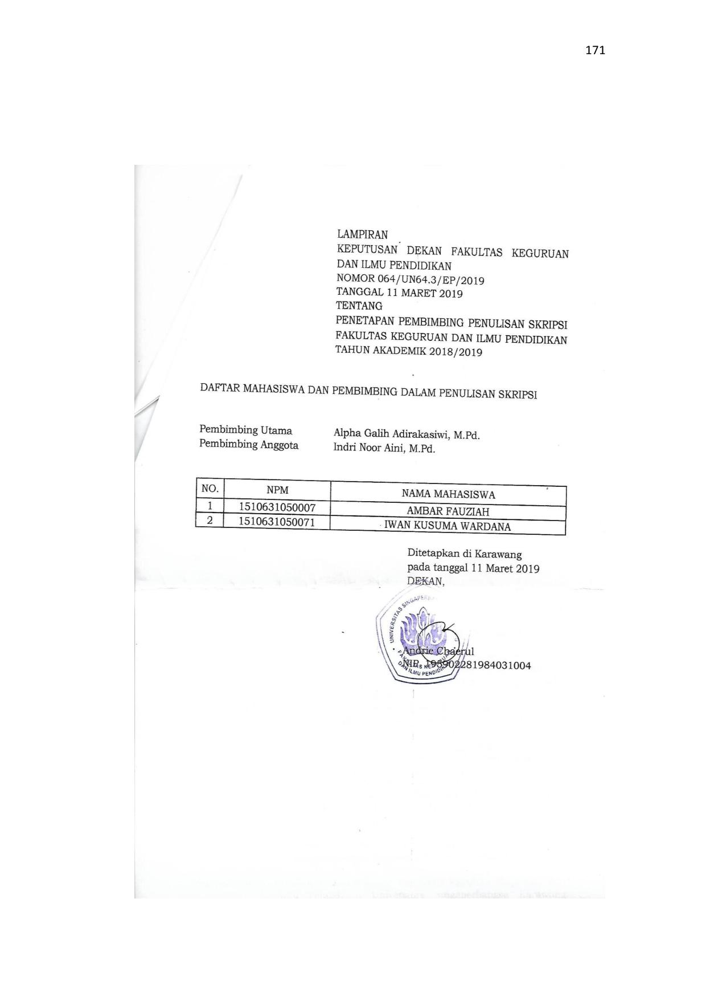 171
LAMPIRAN
KEPUTUSAN DEKAN FAKULTAS KEGURUAN
DAN ILMU PENDIDIKAN
NOMOR 064/UN64.3/EP/2019
TANGGAL 11 MARET 2019
TENTANG
PENETAPAN PEMBIMBING PENULISAN SKRIPSI
FAKULTAS KEGURUAN DAN ILMU PENDIDIKAN
TAHUN AKADEMIK 2018/2019
DAFTAR MAHASISWA DAN PEMBIMBING DALAM PENULISAN SKRIPSI
Pembimbing Utama Alpha Galih Adirakasiwi, M.Pd.
Pembimbing Anggota Indri Noor Aini, M.Pd.
NO. NPM NAMA MAHASISWA
1 1510631050007 AMBAR FAUZIAH
2 1510631050071 IWAN KUSUMA WARDANA
Ditetapkan di Karawang
pada tanggal 11 Maret 2019
DEKAN,
UNIVERSITAS
Andrie Chaerul
NIP. 195902281984031004
FAKULTAS KEGURUAN
DAN ILMU PENDIDIKAN